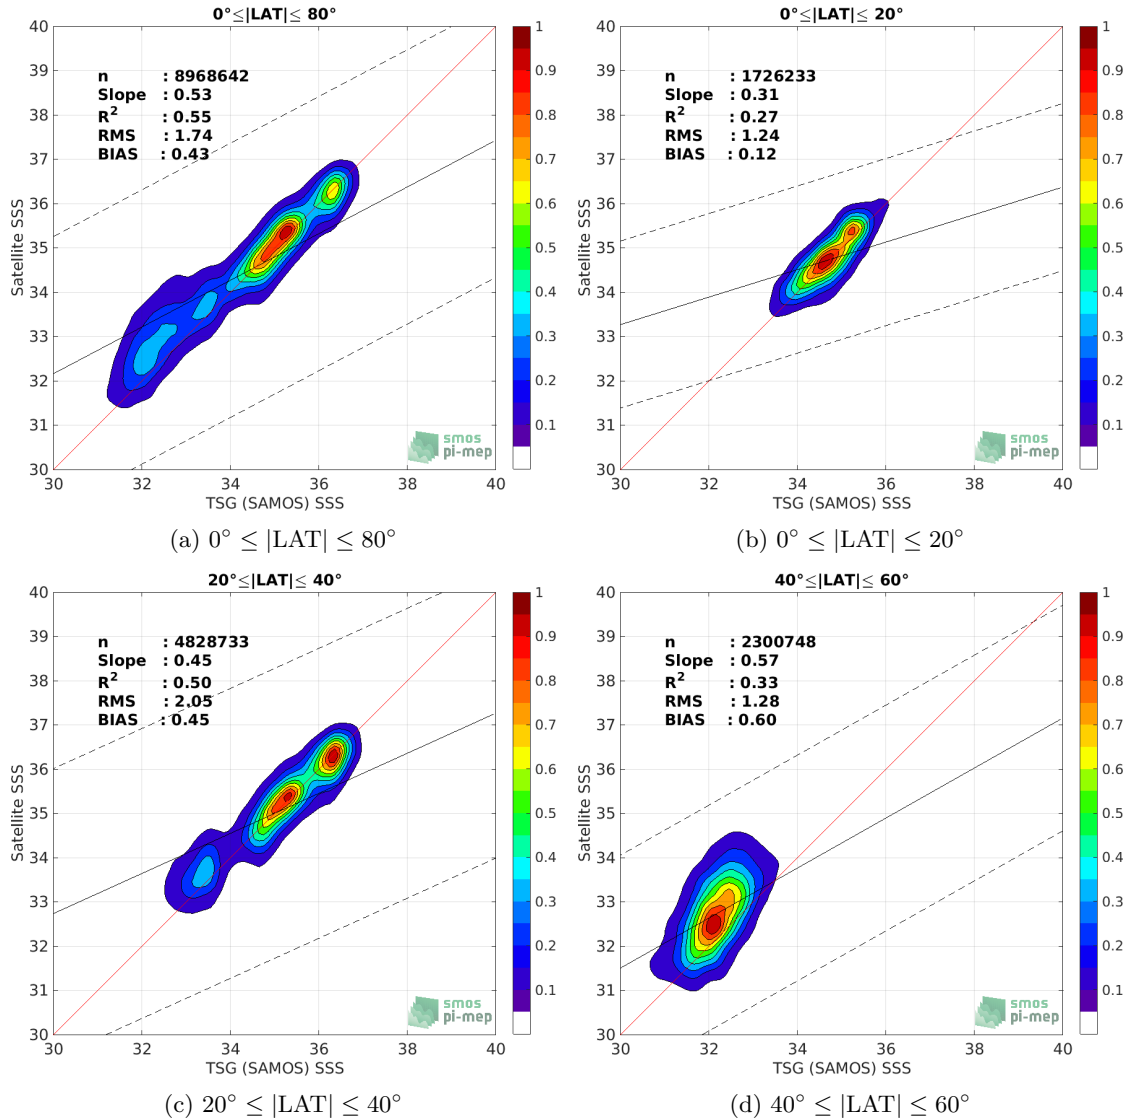 0°≤|LAT|≤ 80°
n : 8968642
Slope : 0.53
R² : 0.55
RMS : 1.74
BIAS : 0.43
40
39
38
37
36
35
34
33
32
31
30
Satellite SSS
30 32 34 36 38 40
TSG (SAMOS) SSS
1
0.9
0.8
0.7
0.6
0.5
0.4
0.3
0.2
0.1
smos
pi-mep
(a) 0° ≤ |LAT| ≤ 80°
0°≤|LAT|≤ 20°
n : 1726233
Slope : 0.31
R² : 0.27
RMS : 1.24
BIAS : 0.12
40
39
38
37
36
35
34
33
32
31
30
Satellite SSS
30 32 34 36 38 40
TSG (SAMOS) SSS
1
0.9
0.8
0.7
0.6
0.5
0.4
0.3
0.2
0.1
smos
pi-mep
(b) 0° ≤ |LAT| ≤ 20°
20°≤|LAT|≤ 40°
n : 4828733
Slope : 0.45
R² : 0.50
RMS : 2.05
BIAS : 0.45
40
39
38
37
36
35
34
33
32
31
30
Satellite SSS
30 32 34 36 38 40
TSG (SAMOS) SSS
1
0.9
0.8
0.7
0.6
0.5
0.4
0.3
0.2
0.1
smos
pi-mep
(c) 20° ≤ |LAT| ≤ 40°
40°≤|LAT|≤ 60°
n : 2300748
Slope : 0.57
R² : 0.33
RMS : 1.28
BIAS : 0.60
40
39
38
37
36
35
34
33
32
31
30
Satellite SSS
30 32 34 36 38 40
TSG (SAMOS) SSS
1
0.9
0.8
0.7
0.6
0.5
0.4
0.3
0.2
0.1
smos
pi-mep
(d) 40° ≤ |LAT| ≤ 60°